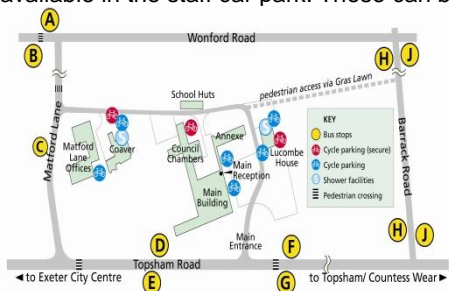 available in the staff car park. These can b
A
B
Wonford Road
H
J
pedestrian access via Gras Lawn
School Huts
Matford Lane
C
Matford
Lane
Offices
Coaver
S
Council
Chambers
Annexe
S
Lucombe
House
Main
Reception
Main
Building
Main
Entrance
KEY
Bus stops
Cycle parking (secure)
Cycle parking
S
Shower facilities
Pedestrian crossing
Barrack Road
H
J
D
F
Topsham Road
E
G
◄ to Exeter City Centre
to Topsham/ Countess Wear ►